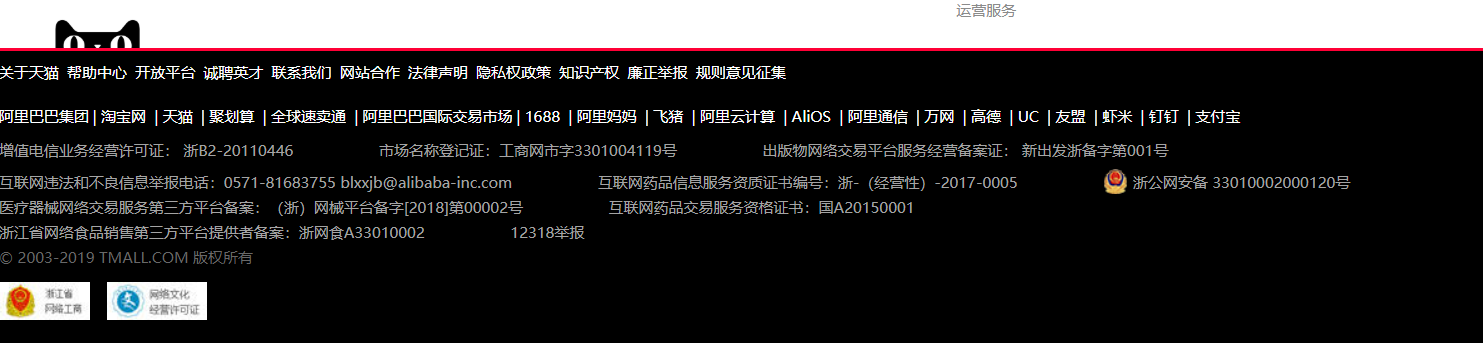 运营服务
关于天猫 帮助中心 开放平台 诚聘英才 联系我们 网站合作 法律声明 隐私权政策 知识产权 廉正举报 规则意见征集
阿里巴巴集团 | 淘宝网 | 天猫 | 聚划算 | 全球速卖通 | 阿里巴巴国际交易市场 | 1688 | 阿里妈妈 | 飞猪 | 阿里云计算 | AliOS | 阿里通信 | 万网 | 高德 | UC | 友盟 | 虾米 | 钉钉 | 支付宝
增值电信业务经营许可证： 浙B2-20110446 市场名称登记证：工商网市字3301004119号 出版物网络交易平台服务经营备案证： 新出发浙备字第001号
互联网违法和不良信息举报电话：0571-81683755 blxxjb@alibaba-inc.com 互联网药品信息服务资质证书编号：浙-（经营性）-2017-0005 浙公网安备 33010002000120号
医疗器械网络交易服务第三方平台备案：（浙）网械平台备字[2018]第00002号 互联网药品交易服务资格证书：国A20150001
浙江省网络食品销售第三方平台提供者备案：浙网食A33010002 12318举报
© 2003-2019 TMALL.COM 版权所有
浙江省 网络文化
网络工商 经营许可证